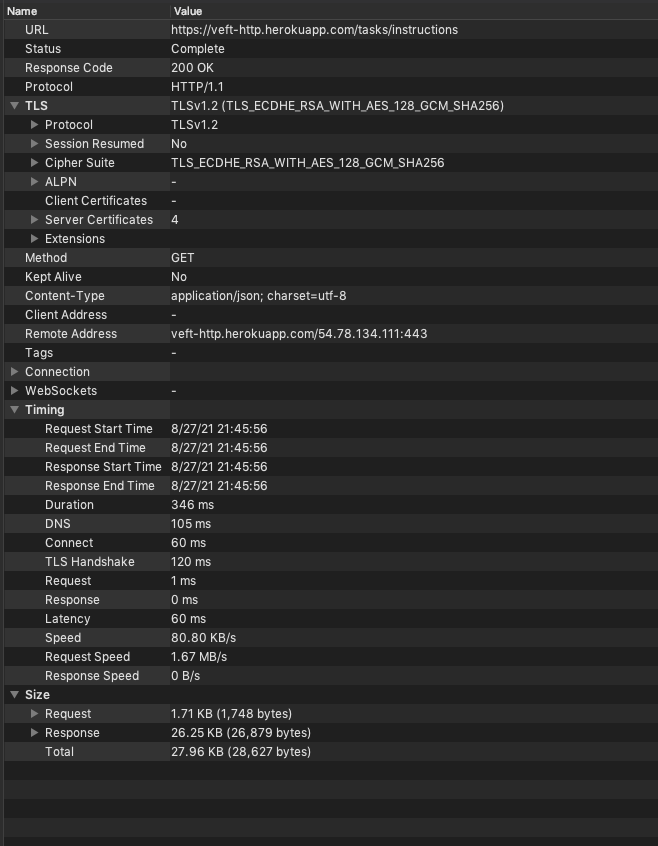 Name Value
URL https://veft-http.herokuapp.com/tasks/instructions
Status Complete
Response Code 200 OK
Protocol HTTP/1.1
TLS TLSv1.2 (TLS_ECDHE_RSA_WITH_AES_128_GCM_SHA256)
Protocol TLSv1.2
Session Resumed No
Cipher Suite TLS_ECDHE_RSA_WITH_AES_128_GCM_SHA256
ALPN -
Client Certificates -
Server Certificates 4
Extensions
Method GET
Kept Alive No
Content-Type application/json; charset=utf-8
Client Address -
Remote Address veft-http.herokuapp.com/54.78.134.111:443
Tags -
Connection
WebSockets -
Timing
Request Start Time 8/27/21 21:45:56
Request End Time 8/27/21 21:45:56
Response Start Time 8/27/21 21:45:56
Response End Time 8/27/21 21:45:56
Duration 346 ms
DNS 105 ms
Connect 60 ms
TLS Handshake 120 ms
Request 1 ms
Response 0 ms
Latency 60 ms
Speed 80.80 KB/s
Request Speed 1.67 MB/s
Response Speed 0 B/s
Size
Request 1.71 KB (1,748 bytes)
Response 26.25 KB (26,879 bytes)
Total 27.96 KB (28,627 bytes)